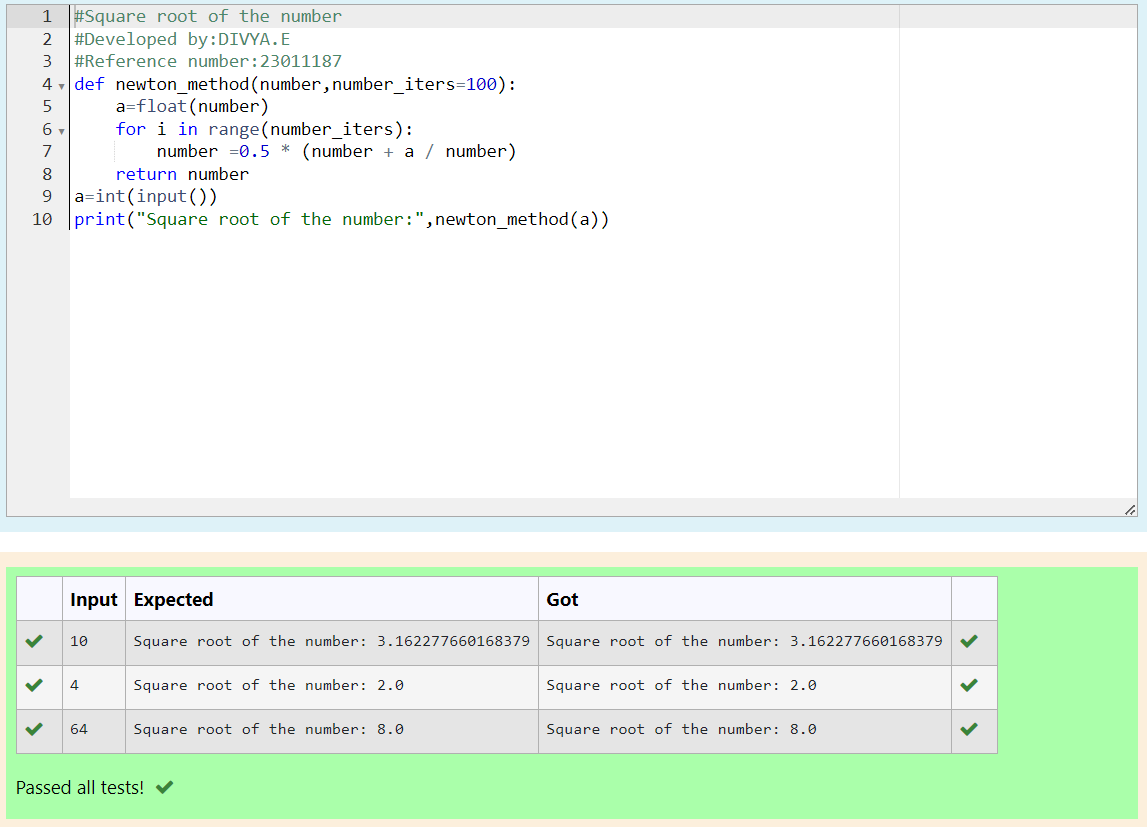 1 #Square root of the number
2 #Developed by:DIVYA.E
3 #Reference number:23011187
4 def newton_method(number,number_iters=100):
5     a=float(number)
6     for i in range(number_iters):
7         number =0.5 * (number + a / number)
8     return number
9 a=int(input())
10 print("Square root of the number:",newton_method(a))
Input Expected Got
10 Square root of the number: 3.162277660168379 Square root of the number: 3.162277660168379
4 Square root of the number: 2.0 Square root of the number: 2.0
64 Square root of the number: 8.0 Square root of the number: 8.0
Passed all tests!